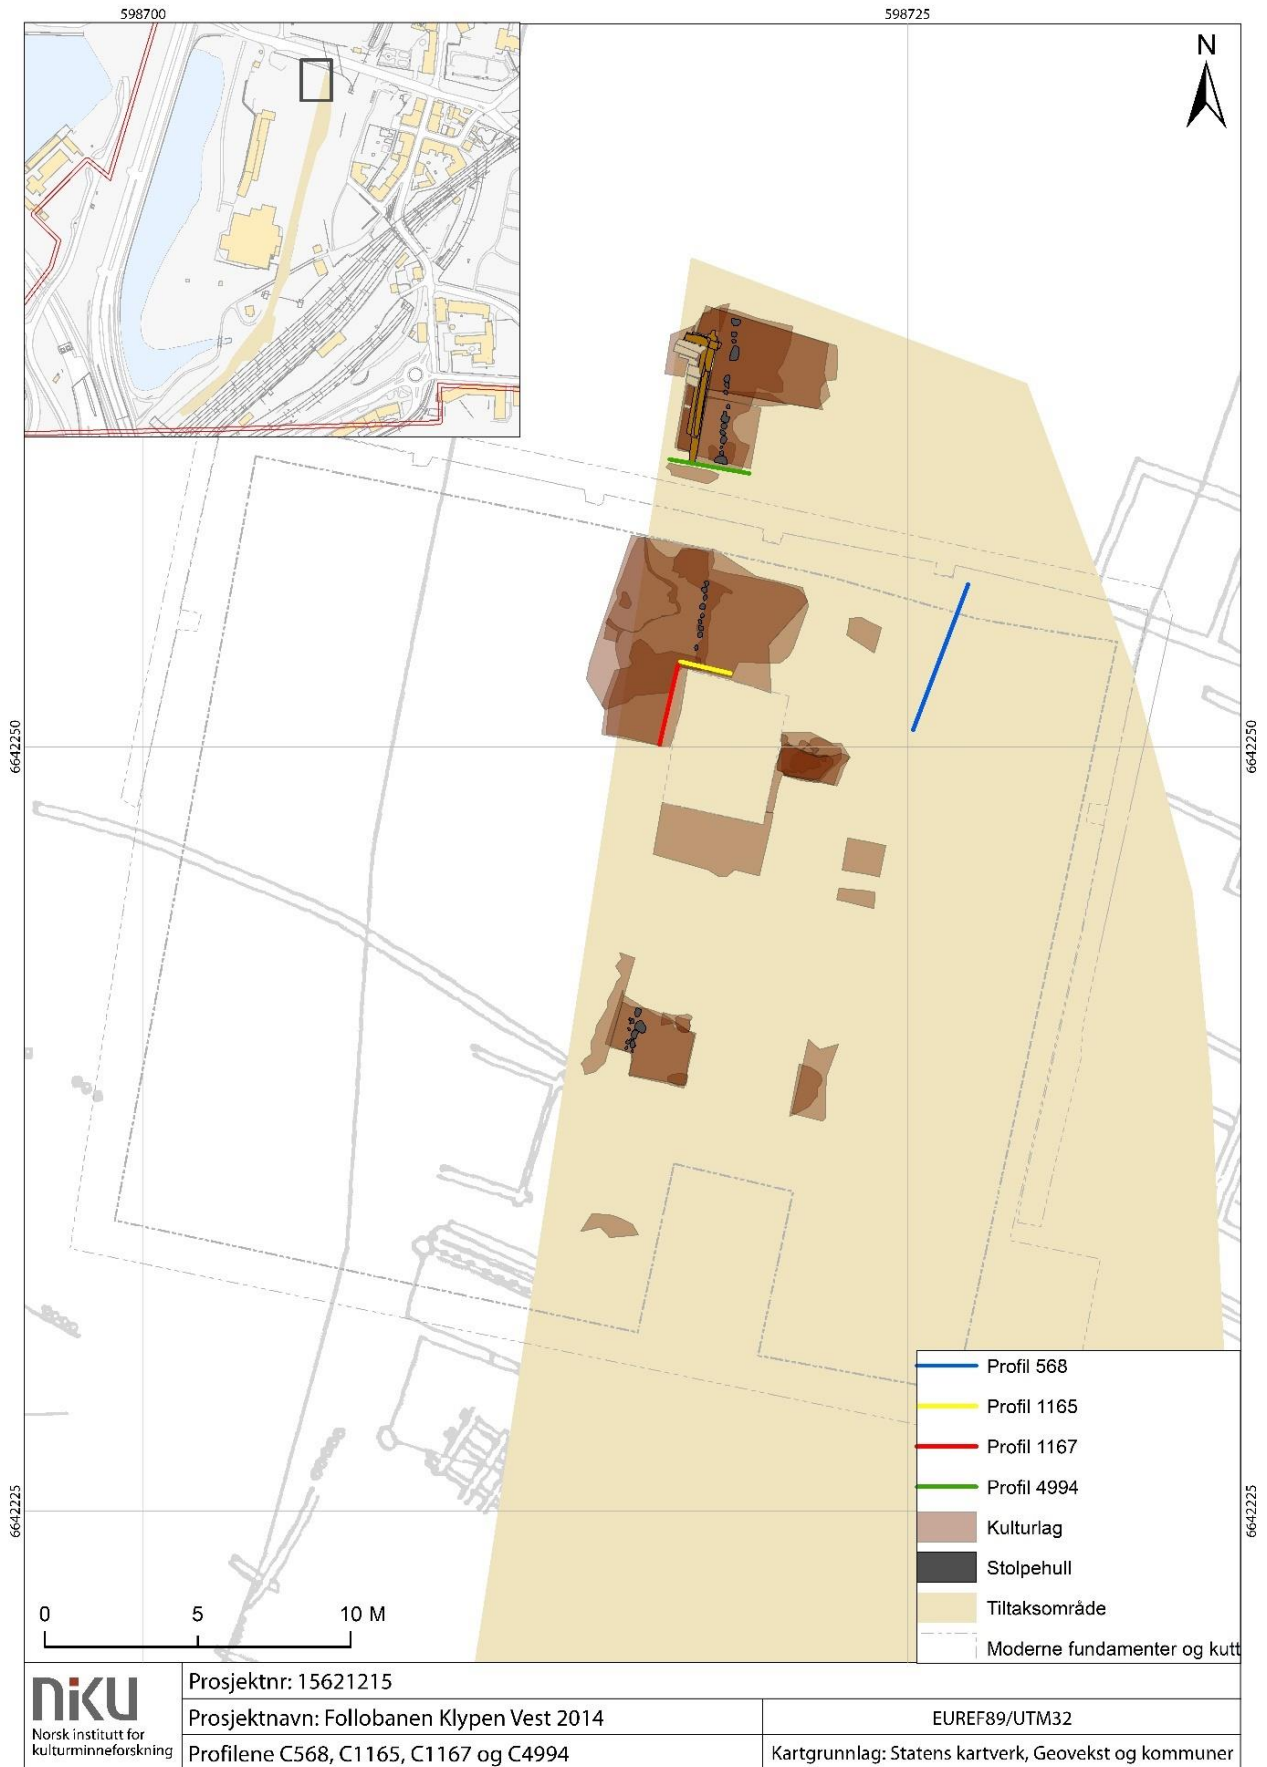 598700
598725
N
6642250
6642250
6642225
6642225
Profil 568
Profil 1165
Profil 1167
Profil 4994
Kulturlag
Stolpehull
Tiltaksområde
Moderne fundamenter og kutt
0 5 10 M
niku
Norsk institutt for
kulturminneforskning
Prosjektnr: 15621215
Prosjektnavn: Follobanen Klypen Vest 2014
EUREF89/UTM32
Profilene C568, C1165, C1167 og C4994
Kartgrunnlag: Statens kartverk, Geovekst og kommuner